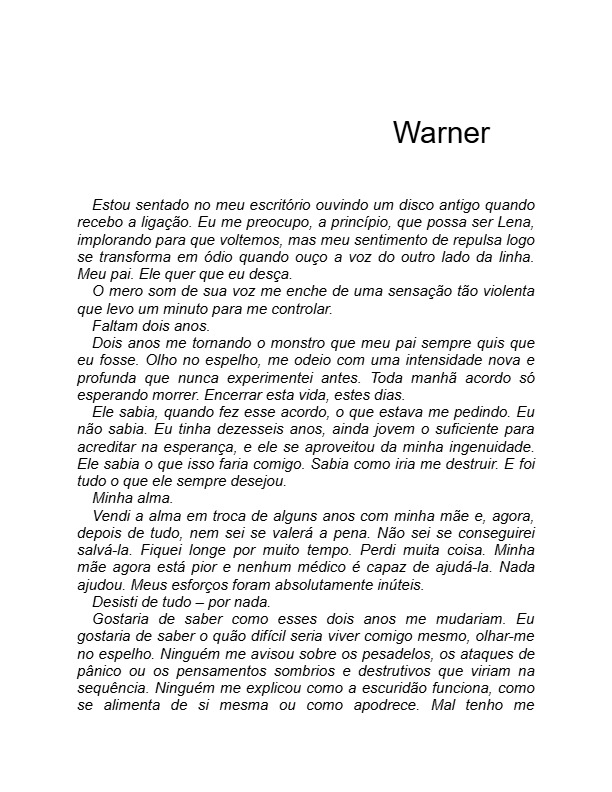 Warner
Estou sentado no meu escritório ouvindo um disco antigo quando
recebo a ligação. Eu me preocupo, a princípio, que possa ser Lena,
implorando para que voltemos, mas meu sentimento de repulsa logo
se transforma em ódio quando ouço a voz do outro lado da linha.
Meu pai. Ele quer que eu desça.
O mero som de sua voz me enche de uma sensação tão violenta
que levo um minuto para me controlar.
Faltam dois anos.
Dois anos me tornando o monstro que meu pai sempre quis que
eu fosse. Olho no espelho, me odeio com uma intensidade nova e
profunda que nunca experimentei antes. Toda manhã acordo só
esperando morrer. Encerrar esta vida, estes dias.
Ele sabia, quando fez esse acordo, o que estava me pedindo. Eu
não sabia. Eu tinha dezesseis anos, ainda jovem o suficiente para
acreditar na esperança, e ele se aproveitou da minha ingenuidade.
Ele sabia o que isso faria comigo. Sabia como iria me destruir. E foi
tudo o que ele sempre desejou.
Minha alma.
Vendi a alma em troca de alguns anos com minha mãe e, agora,
depois de tudo, nem sei se valerá a pena. Não sei se conseguirei
salvá-la. Fiquei longe por muito tempo. Perdi muita coisa. Minha
mãe agora está pior e nenhum médico é capaz de ajudá-la. Nada
ajudou. Meus esforços foram absolutamente inúteis.
Desisti de tudo – por nada.
Gostaria de saber como esses dois anos me mudariam. Eu
gostaria de saber o quão difícil seria viver comigo mesmo, olhar-me
no espelho. Ninguém me avisou sobre os pesadelos, os ataques de
pânico ou os pensamentos sombrios e destrutivos que viriam na
sequência. Ninguém me explicou como a escuridão funciona, como
se alimenta de si mesma ou como apodrece. Mal tenho me